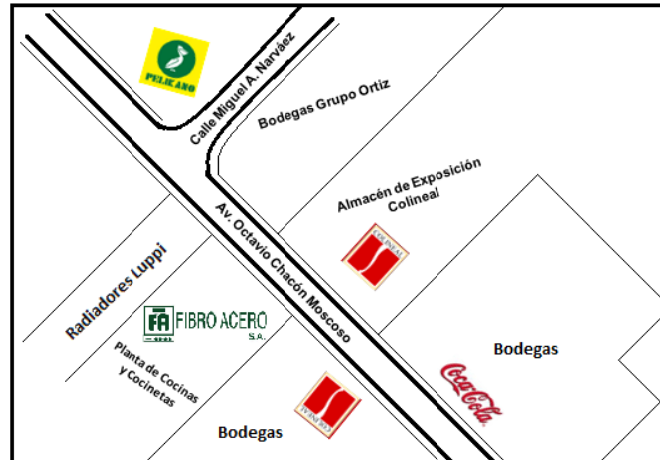 PELIKANO
Calle Miguel A. Narváez
Bodegas Grupo Ortiz
Almacén de Exposición
Colineal
COLINEAL
Av. Octavio Chacón Moscoso
Radiadores Luppi
FA FIBRO ACERO
S.A.
Planta de Cocinas
y Cocinetas
Bodegas
Coca-Cola
COLINEAL
Bodegas